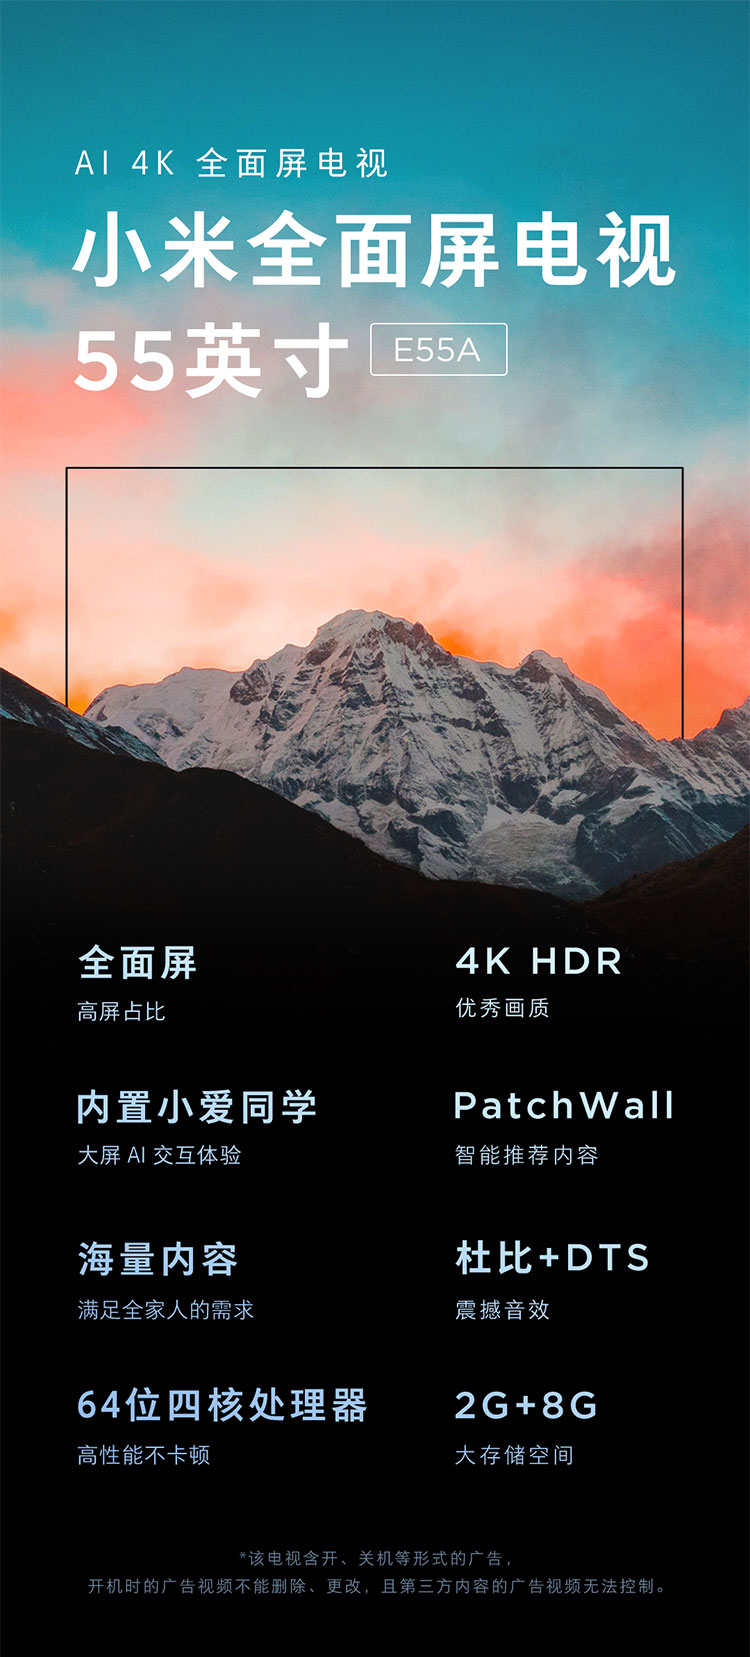 AI 4K 全面屏电视
小米全面屏电视
55英寸 E55A
全面屏
高屏占比
4K HDR
优秀画质
内置小爱同学
大屏 AI 交互体验
PatchWall
智能推荐内容
海量内容
满足全家人的需求
杜比+DTS
震撼音效
64位四核处理器
高性能不卡顿
2G+8G
大存储空间
*该电视含开、关机等形式的广告，
开机时的广告视频不能删除、更改，且第三方内容的广告视频无法控制。